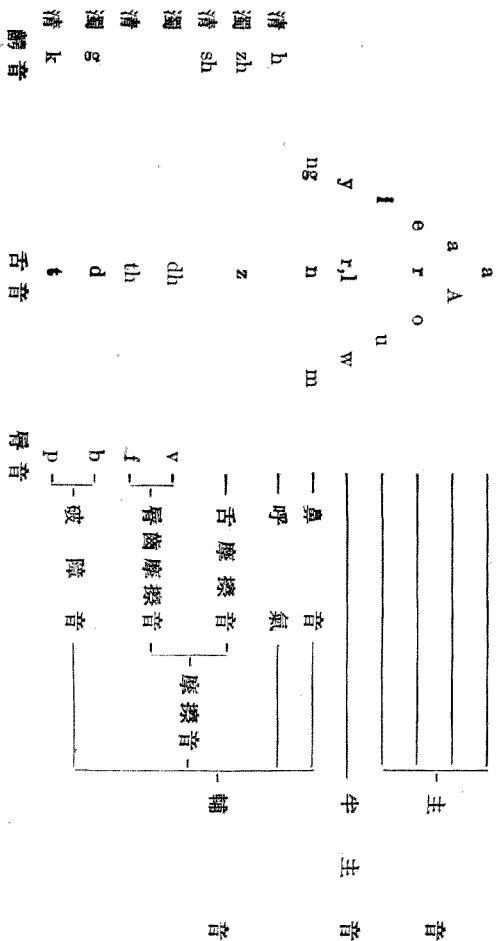 a
a A
e r o
i u 主音
y r,l w 半主音
ng n m 鼻音
清 h 呼氣
濁 zh z 舌摩擦音
清 sh 輔音
濁 dh v 脣齒摩擦音 摩擦音
清 th f
濁 g d b 破障音
清 k t p
齶音 舌音 脣音